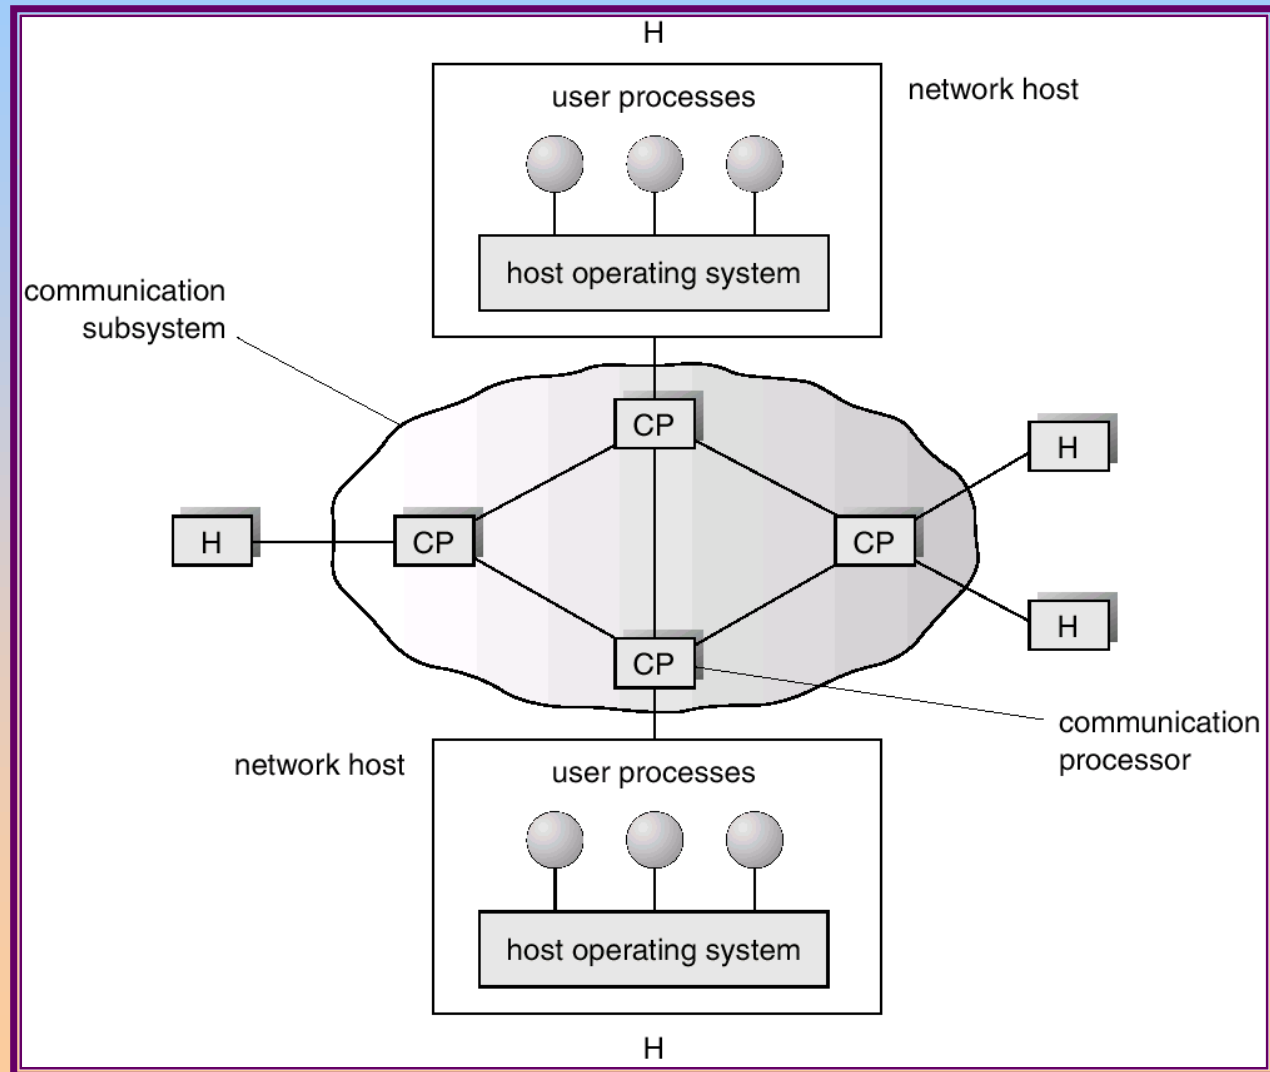 H
user processes
network host
host operating system
communication
subsystem
CP
H
H
CP
CP
H
CP
communication
processor
network host
user processes
host operating system
H